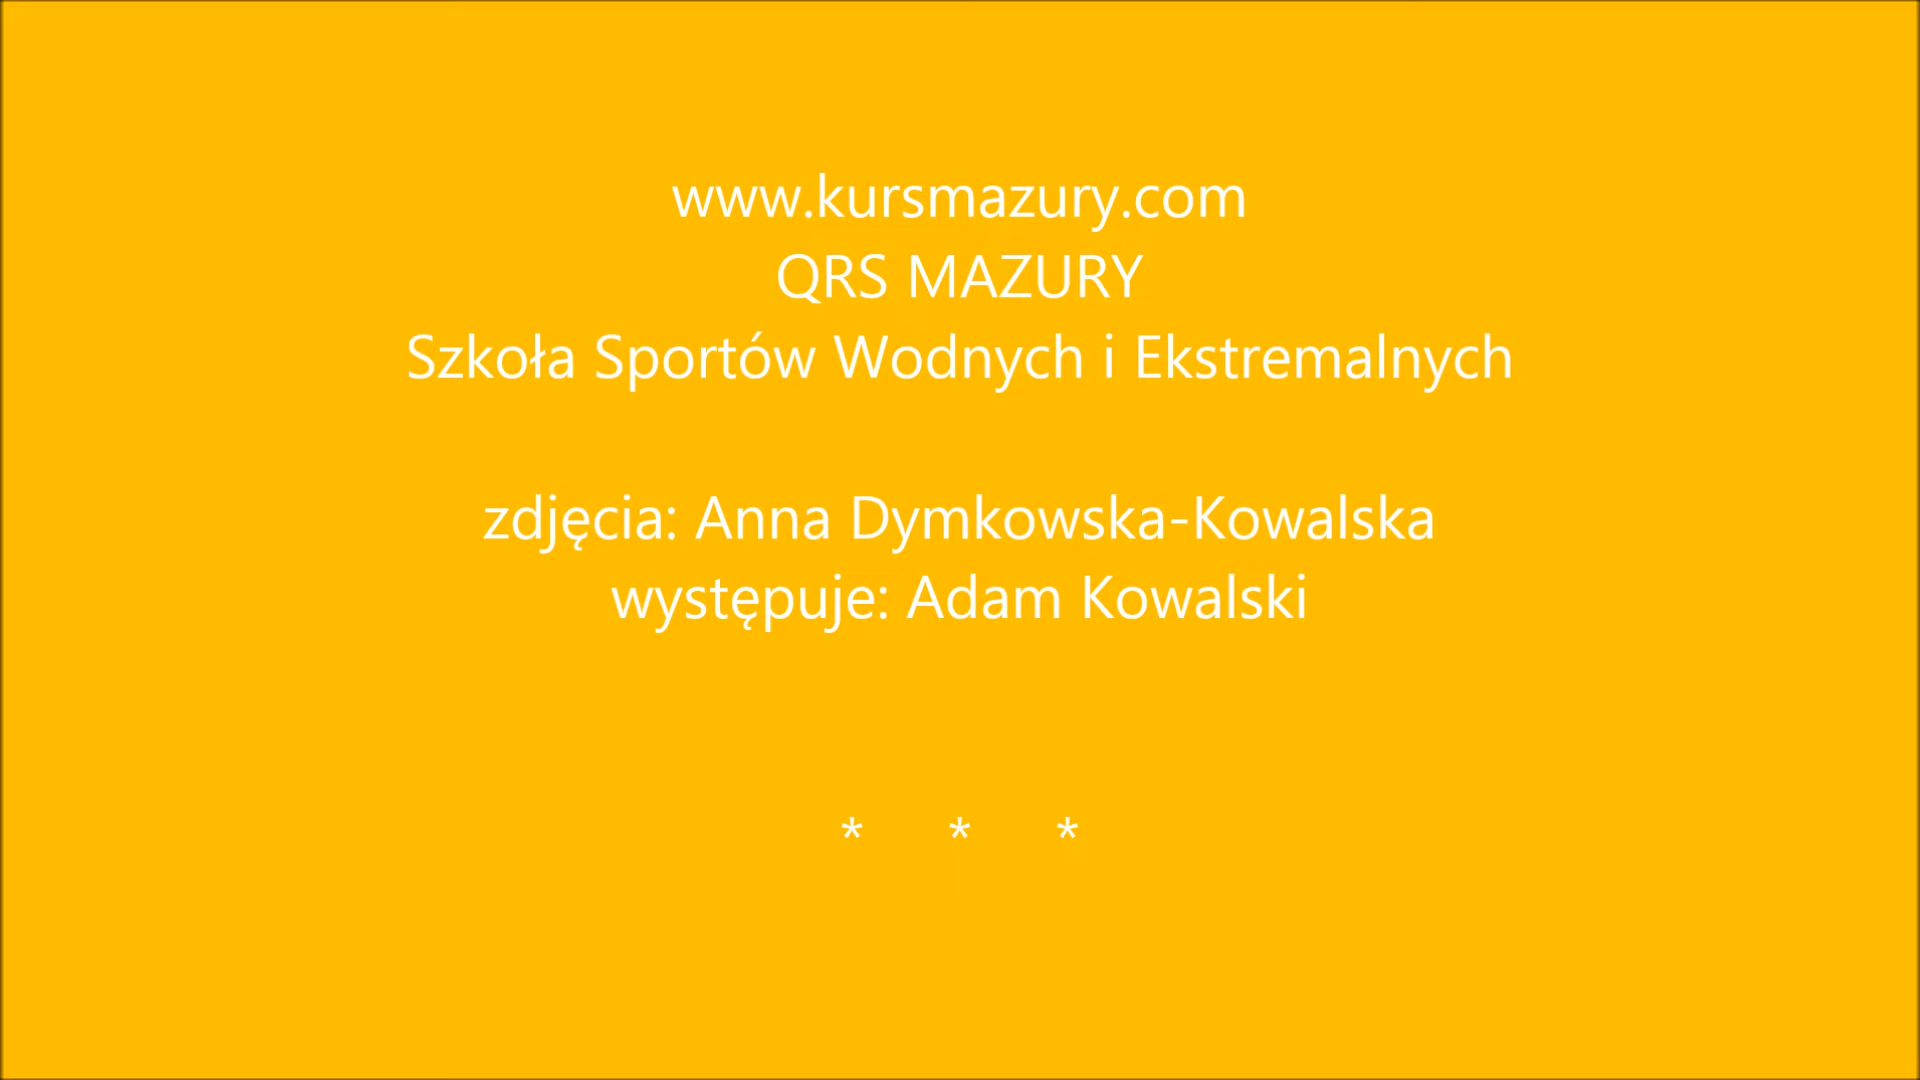 www.kursmazury.com
QRS MAZURY
Szkoła Sportów Wodnych i Ekstremalnych
zdjęcia: Anna Dymkowska-Kowalska
występuje: Adam Kowalski
* * *